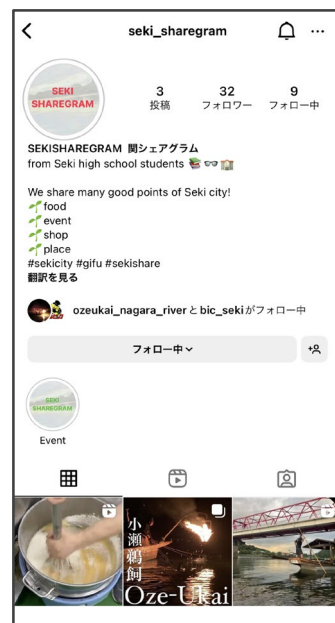 seki_sharegram
SEKI
SHAREGRAM
3
投稿
32
フォロワー
9
フォロー中
SEKISHAREGRAM 関シェアグラム
from Seki high school students 📚👓🏫
We share many good points of Seki city!
🌱food
🌱event
🌱shop
🌱place
#sekicity #gifu #sekishare
翻訳を見る
ozeukai_nagara_riverとbic_sekiがフォロー中
フォロー中
SEKI
SHAREGRAM
Event
小瀬鵜飼
Oze-Ukai